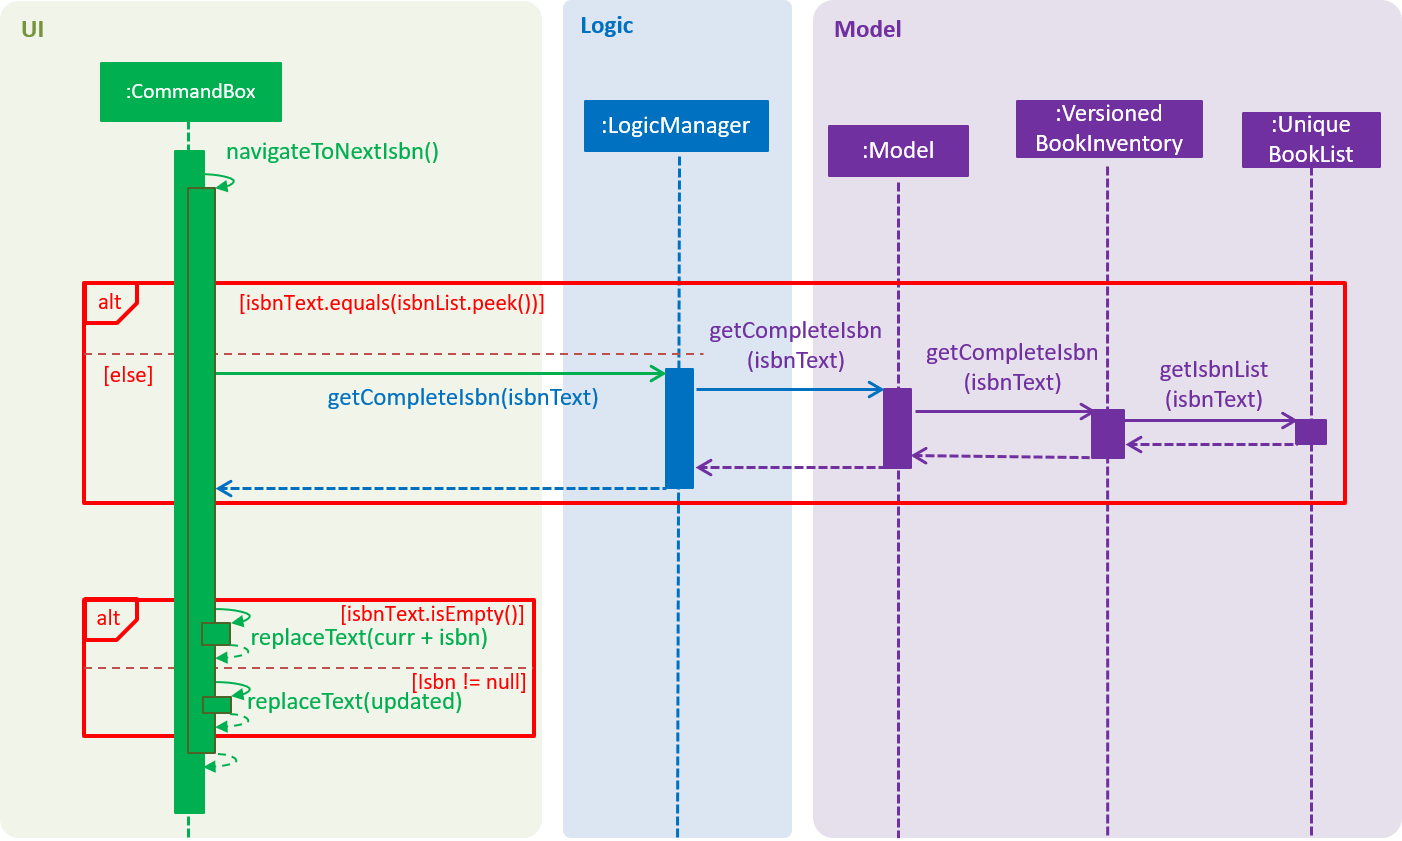 UI
Logic
Model
:CommandBox
:LogicManager
:Model
:Versioned
BookInventory
:Unique
BookList
navigateToNextIsbn()
alt
[isbnText.equals(isbnList.peek())]
[else]
getCompleteIsbn(isbnText)
getCompleteIsbn
(isbnText)
getCompleteIsbn
(isbnText)
getIsbnList
(isbnText)
alt
[isbnText.isEmpty()]
replaceText(curr + isbn)
[Isbn != null]
replaceText(updated)